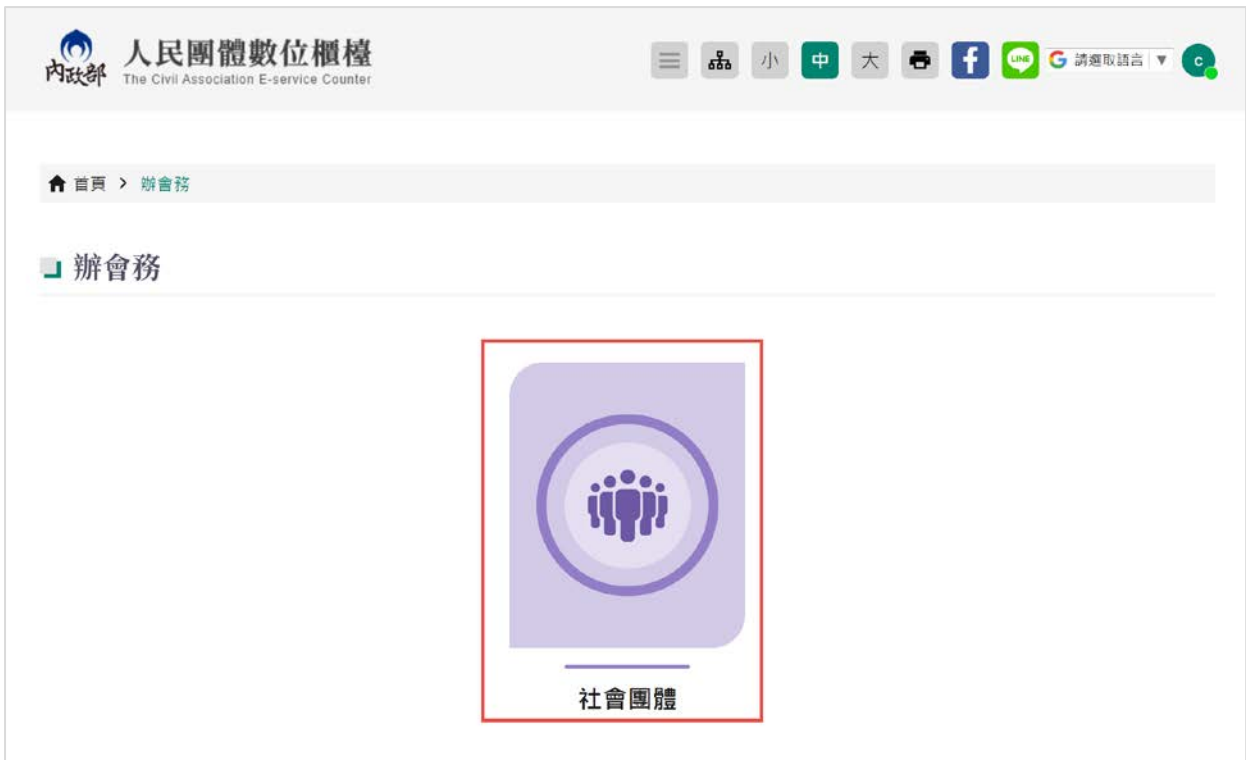 內政部 人民團體數位櫃檯
The Civil Association E-service Counter
小 中 大 f LINE G 請選取語言 ▼ c
首頁 > 辦會務
辦會務
社會團體